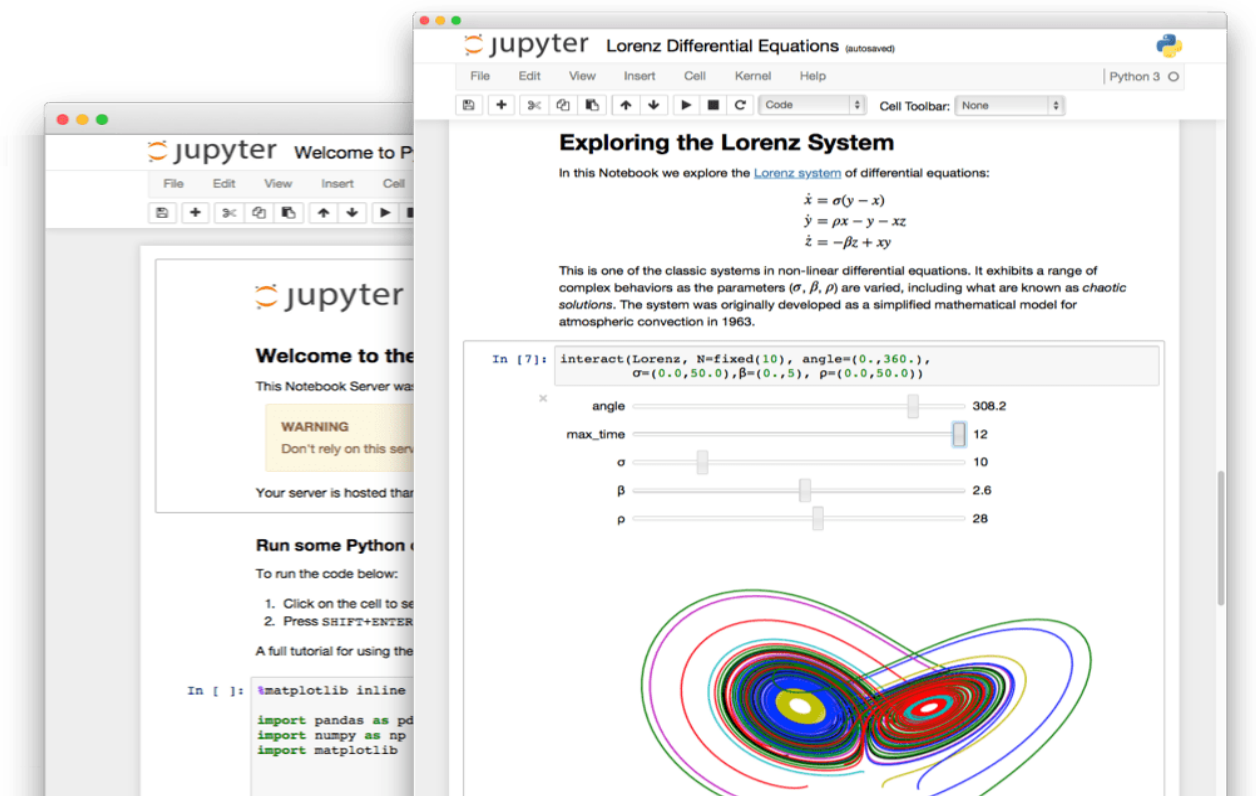 jupyter Lorenz Differential Equations (autosaved)
File Edit View Insert Cell Kernel Help Python 3
Code Cell Toolbar: None
Exploring the Lorenz System
In this Notebook we explore the Lorenz system of differential equations:
ẋ = σ(y − x)
ẏ = ρx − y − xz
ż = −βz + xy
This is one of the classic systems in non-linear differential equations. It exhibits a range of
complex behaviors as the parameters (σ, β, ρ) are varied, including what are known as chaotic
solutions. The system was originally developed as a simplified mathematical model for
atmospheric convection in 1963.
In [7]: interact(Lorenz, N=fixed(10), angle=(0.,360.),
σ=(0.0,50.0),β=(0.,5), ρ=(0.0,50.0))
angle 308.2
max_time 12
σ 10
β 2.6
ρ 28
jupyter Welcome to P
File Edit View Insert Cell
jupyter
Welcome to the
This Notebook Server was
WARNING
Don't rely on this serv
Your server is hosted than
Run some Python
To run the code below:
1. Click on the cell to se
2. Press SHIFT+ENTER
A full tutorial for using the
In [ ]: %matplotlib inline
import pandas as pd
import numpy as np
import matplotlib